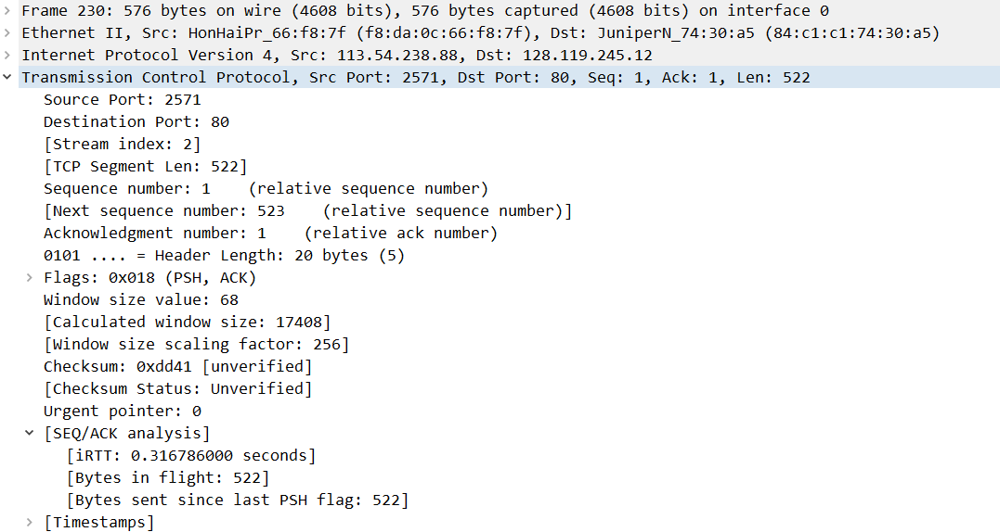 Frame 230: 576 bytes on wire (4608 bits), 576 bytes captured (4608 bits) on interface 0
Ethernet II, Src: HonHaiPr_66:f8:7f (f8:da:0c:66:f8:7f), Dst: JuniperN_74:30:a5 (84:c1:c1:74:30:a5)
Internet Protocol Version 4, Src: 113.54.238.88, Dst: 128.119.245.12
Transmission Control Protocol, Src Port: 2571, Dst Port: 80, Seq: 1, Ack: 1, Len: 522
Source Port: 2571
Destination Port: 80
[Stream index: 2]
[TCP Segment Len: 522]
Sequence number: 1    (relative sequence number)
[Next sequence number: 523    (relative sequence number)]
Acknowledgment number: 1    (relative ack number)
0101 .... = Header Length: 20 bytes (5)
Flags: 0x018 (PSH, ACK)
Window size value: 68
[Calculated window size: 17408]
[Window size scaling factor: 256]
Checksum: 0xdd41 [unverified]
[Checksum Status: Unverified]
Urgent pointer: 0
[SEQ/ACK analysis]
[iRTT: 0.316786000 seconds]
[Bytes in flight: 522]
[Bytes sent since last PSH flag: 522]
[Timestamps]